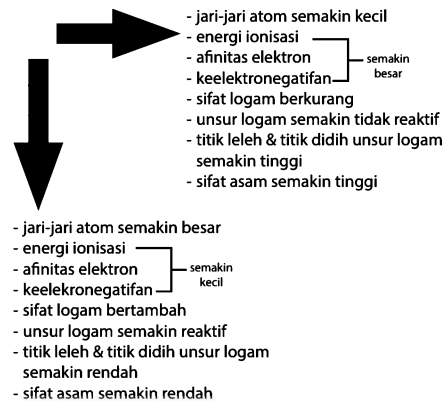 - jari-jari atom semakin kecil
- energi ionisasi
- afinitas elektron
- keelektronegatifan
semakin
besar
- sifat logam berkurang
- unsur logam semakin tidak reaktif
- titik leleh & titik didih unsur logam
semakin tinggi
- sifat asam semakin tinggi
- jari-jari atom semakin besar
- energi ionisasi
- afinitas elektron
- keelekronegatifan
semakin
kecil
- sifat logam bertambah
- unsur logam semakin reaktif
- titik leleh & titik didih unsur logam
semakin rendah
- sifat asam semakin rendah